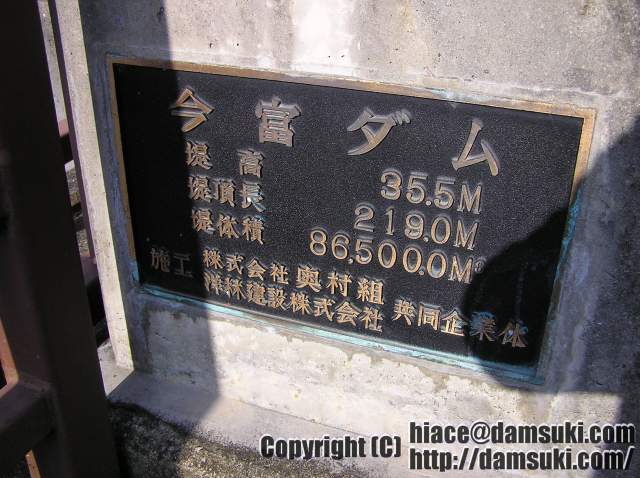 今富ダム
堤高 35.5M
堤頂長 219.0M
堤体積 86,500.0M³
施工 株式会社奥村組
洋林建設株式会社 共同企業体
Copyright (C) hiace@damsuki.com
http://damsuki.com/